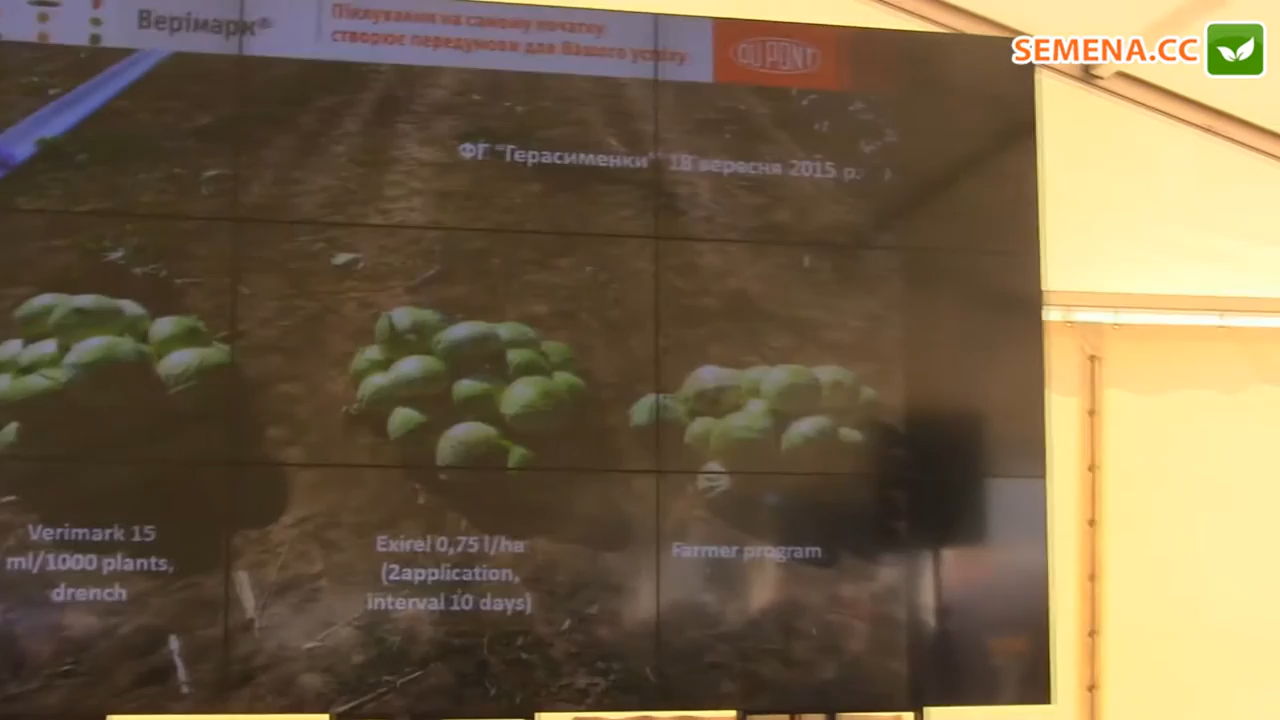 SEMENA.CC
Верімарк®
Піклування на самому початку
створює передумови для Вашого успіху
DU PONT
ФГ "Герасименки" 18 вересня 2015 р.
Verimark 15
ml/1000 plants,
drench
Exirel 0,75 l/ha
(2application,
interval 10 days)
Farmer program